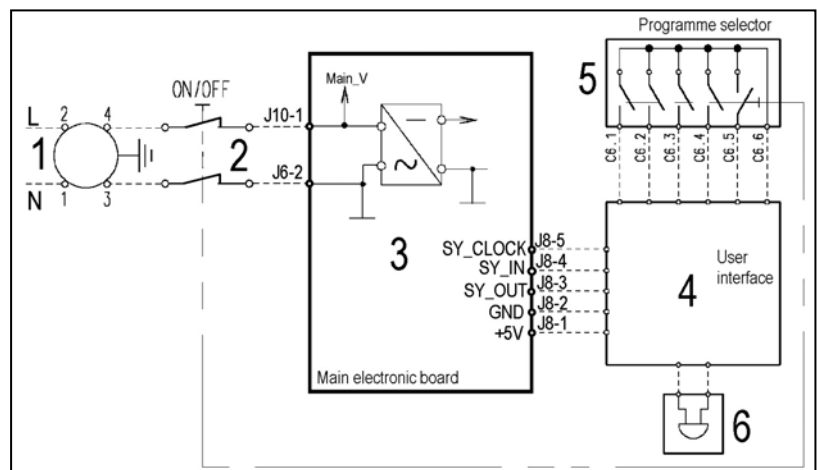 Programme selector
5
ON/OFF
Main_V
L 2 4
J10-1
1
2
C6.1 C6.2 C6.3 C6.4 C6.5 C6.6
N 1 3
J6-2
~
3
SY_CLOCK J8-5
SY_IN J8-4
SY_OUT J8-3
GND J8-2
+5V J8-1
User
interface
4
Main electronic board
6